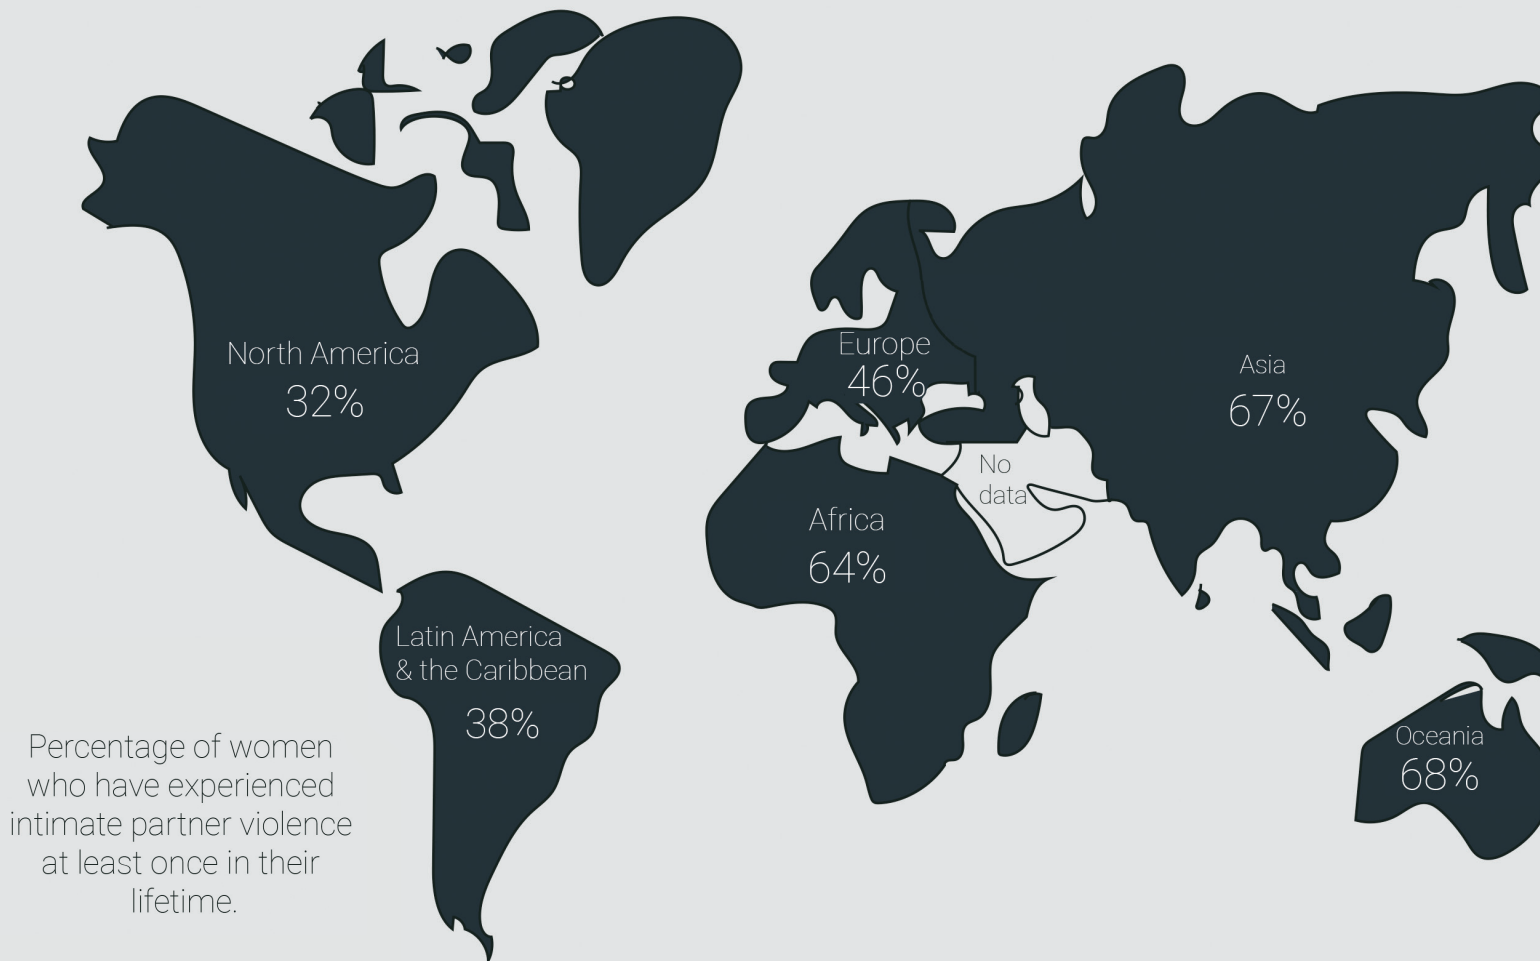 North America
32%
Europe
46%
Asia
67%
No
data
Africa
64%
Latin America
& the Caribbean
38%
Oceania
68%
Percentage of women
who have experienced
intimate partner violence
at least once in their
lifetime.